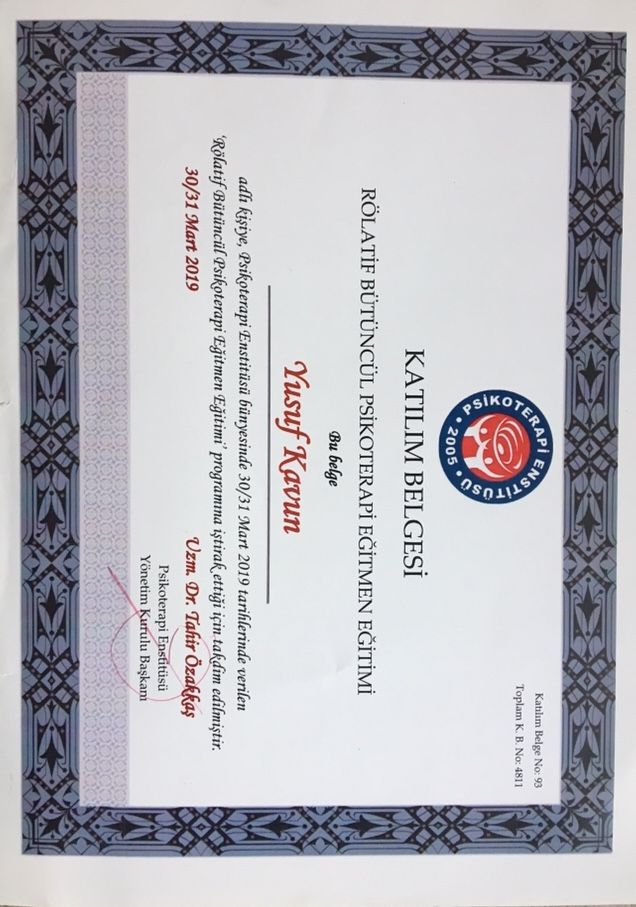 Katılım Belge No: 93
Toplam K. B. No: 4811
PSİKOTERAPİ ENSTİTÜSÜ • 2005 •
KATILIM BELGESİ
RÖLATİF BÜTÜNCÜL PSİKOTERAPİ EĞİTMEN EĞİTİMİ
Bu belge
Yusuf Kavun
adlı kişiye, Psikoterapi Enstitüsü bünyesinde 30/31 Mart 2019 tarihlerinde verilen
'Rölatif Bütüncül Psikoterapi Eğitmen Eğitimi' programına iştirak ettiği için takdim edilmiştir.
30/31 Mart 2019
Uzm. Dr. Tahir Özakkaş
Psikoterapi Enstitüsü
Yönetim Kurulu Başkanı